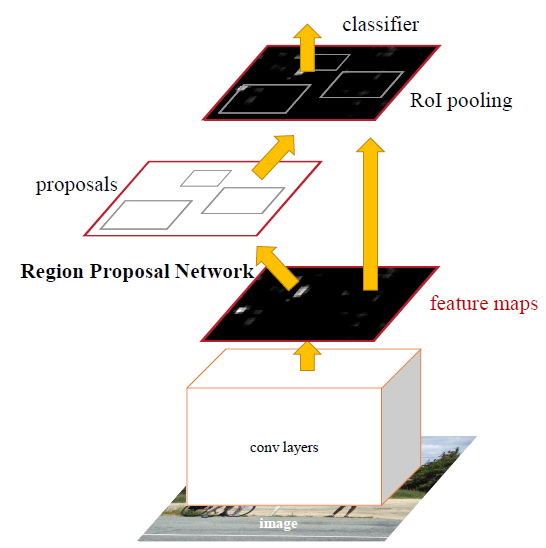 classifier
RoI pooling
proposals
Region Proposal Network
feature maps
conv layers
image